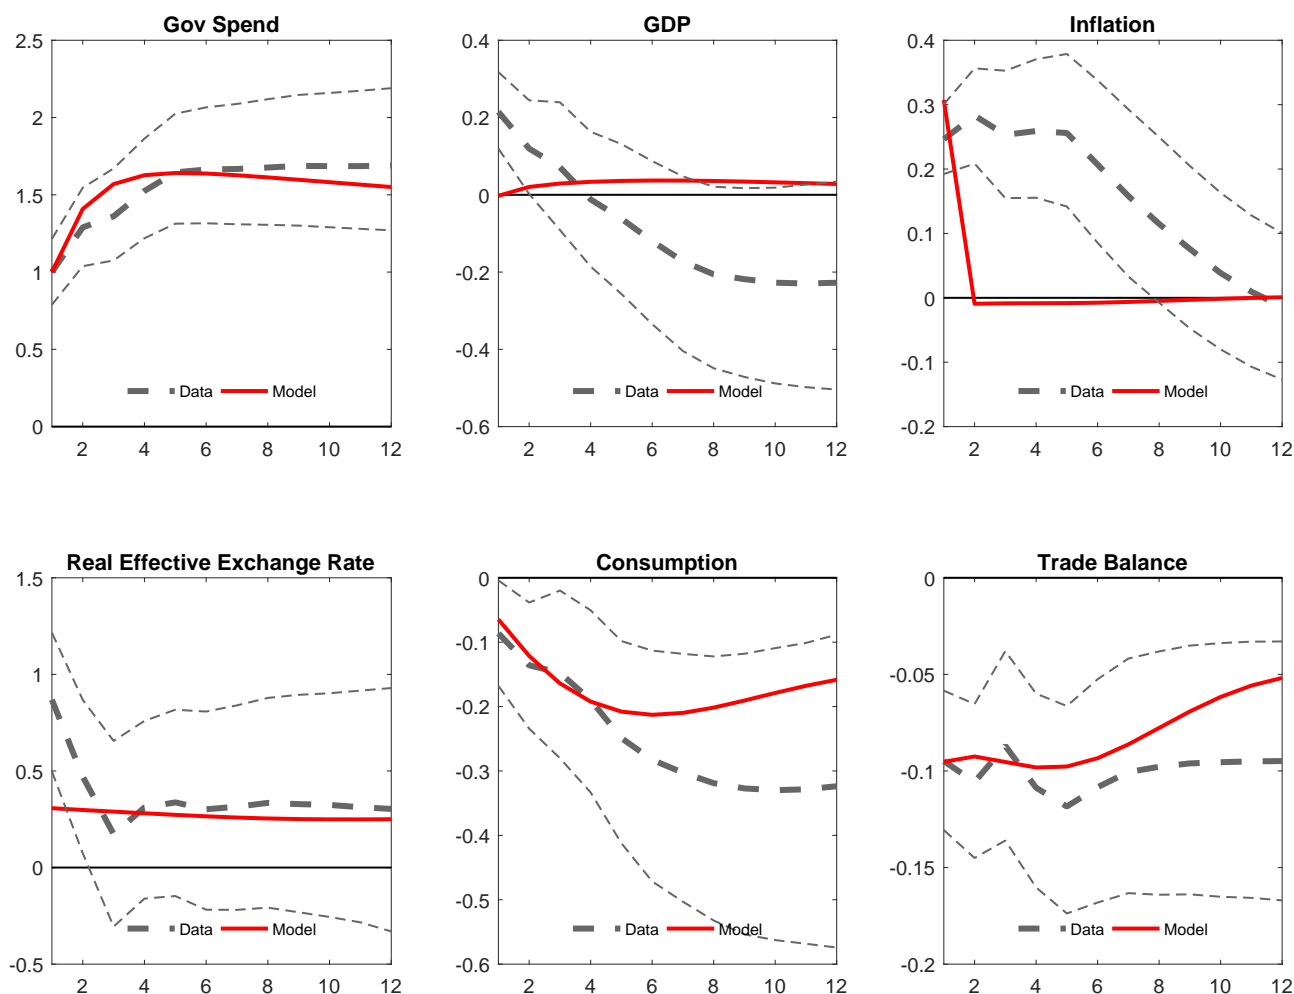 Gov Spend
2.5
2
1.5
1
0.5
0
2 4 6 8 10 12
Data Model
GDP
0.4
0.2
0
-0.2
-0.4
-0.6
2 4 6 8 10 12
Data Model
Inflation
0.4
0.3
0.2
0.1
0
-0.1
-0.2
2 4 6 8 10 12
Data Model
Real Effective Exchange Rate
1.5
1
0.5
0
-0.5
2 4 6 8 10 12
Data Model
Consumption
0
-0.1
-0.2
-0.3
-0.4
-0.5
-0.6
2 4 6 8 10 12
Data Model
Trade Balance
0
-0.05
-0.1
-0.15
-0.2
2 4 6 8 10 12
Data Model